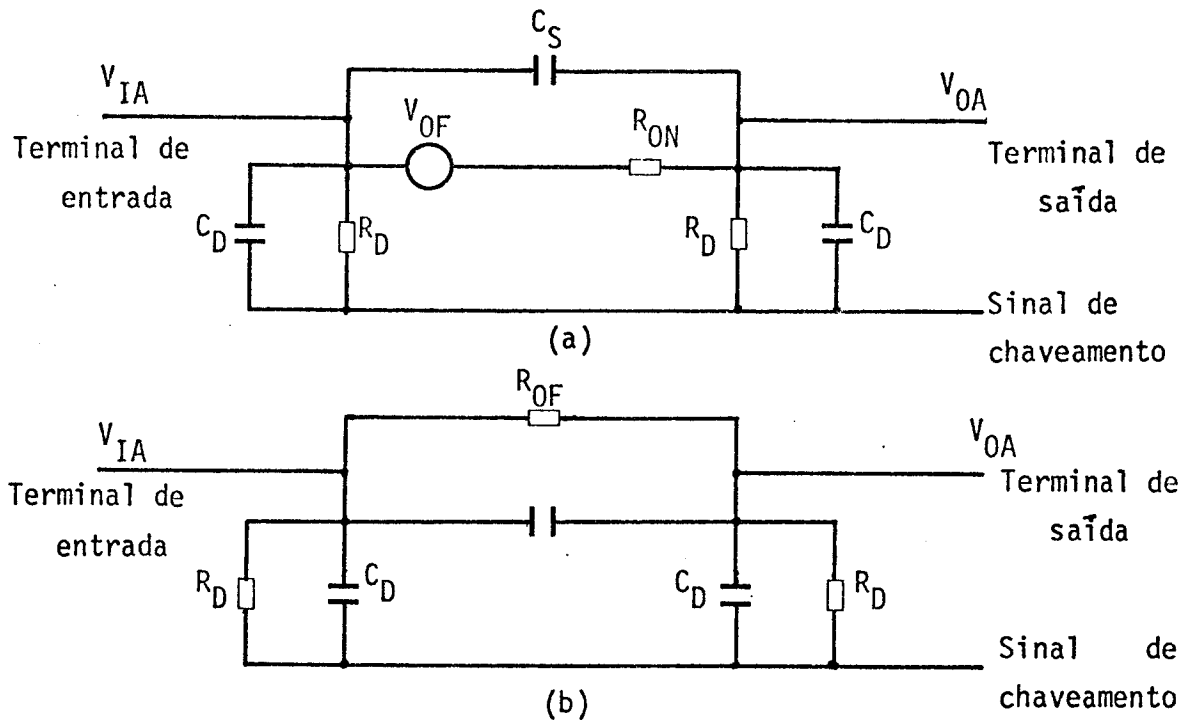 C_S
V_IA
V_OA
V_OF
R_ON
Terminal de
entrada
Terminal de
saída
C_D
R_D
R_D
C_D
Sinal de
chaveamento
(a)
R_OF
V_IA
V_OA
Terminal de
entrada
Terminal de
saída
R_D
C_D
C_D
R_D
Sinal de
chaveamento
(b)